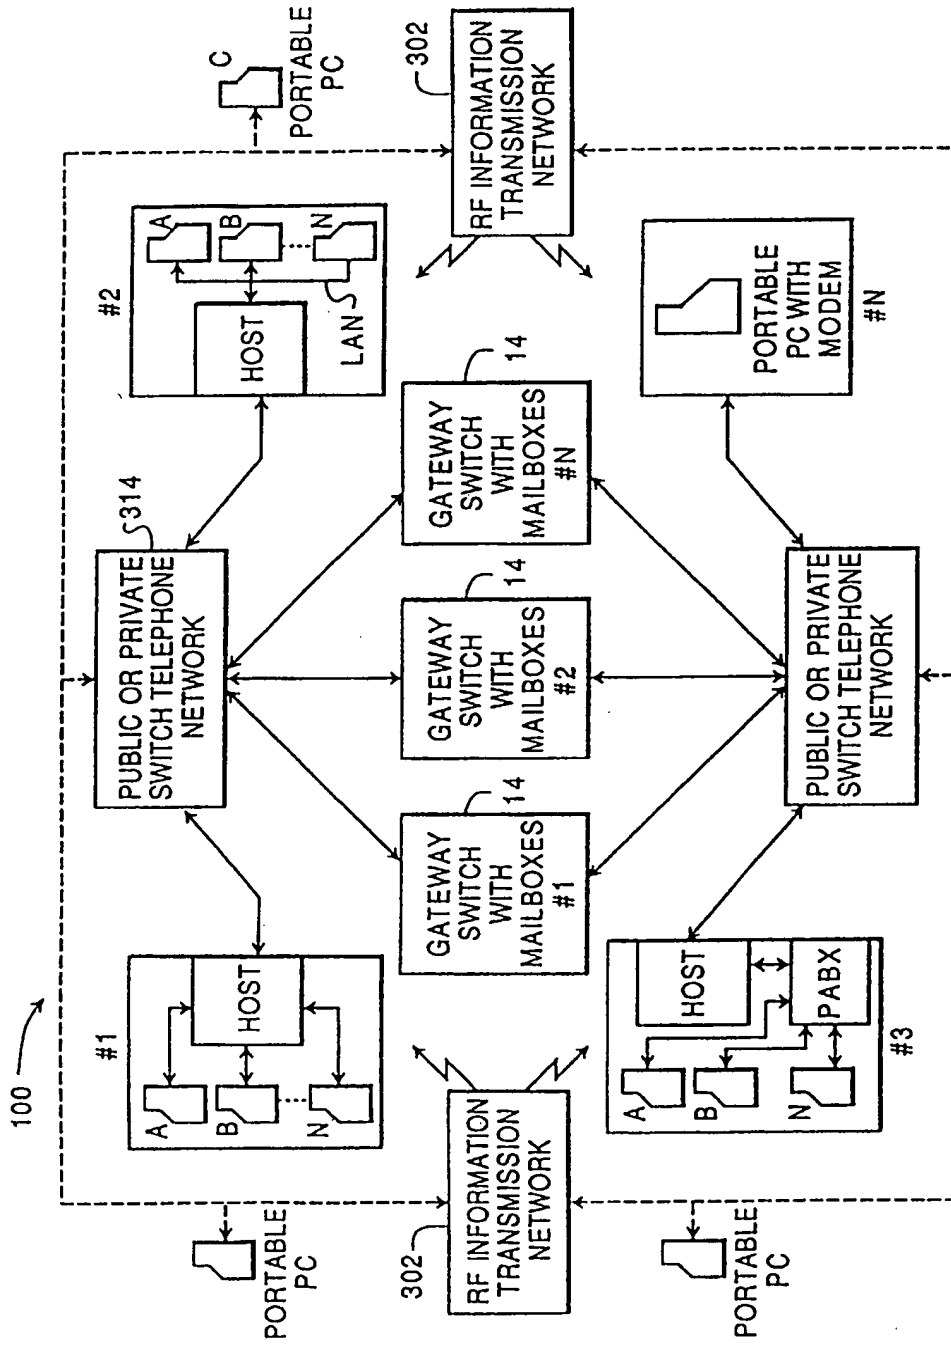 100
PORTABLE
PC
#1
A
B
N
HOST
PUBLIC OR PRIVATE
SWITCH TELEPHONE
NETWORK
314
#2
HOST
A
B
N
LAN
C
PORTABLE
PC
302
RF INFORMATION
TRANSMISSION
NETWORK
GATEWAY
SWITCH
WITH
MAILBOXES
#1
14
GATEWAY
SWITCH
WITH
MAILBOXES
#2
14
GATEWAY
SWITCH
WITH
MAILBOXES
#N
14
302
RF INFORMATION
TRANSMISSION
NETWORK
PORTABLE
PC
A
B
N
HOST
PABX
#3
PUBLIC OR PRIVATE
SWITCH TELEPHONE
NETWORK
PORTABLE
PC WITH
MODEM
#N